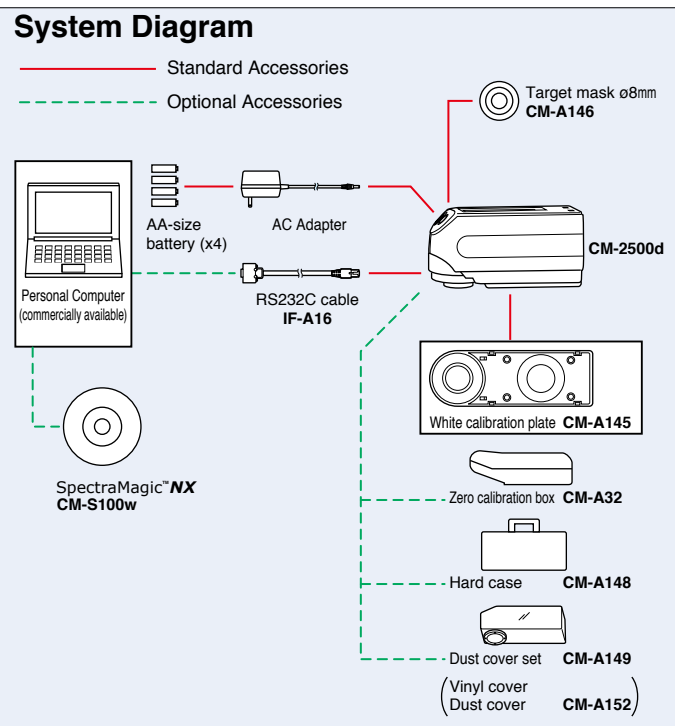 System Diagram
Standard Accessories
Optional Accessories
Target mask ø8mm
CM-A146
AA-size
battery (x4)
AC Adapter
CM-2500d
Personal Computer
(commercially available)
RS232C cable
IF-A16
White calibration plate CM-A145
SpectraMagic™ NX
CM-S100w
Zero calibration box CM-A32
Hard case CM-A148
Dust cover set CM-A149
(Vinyl cover
Dust cover CM-A152)